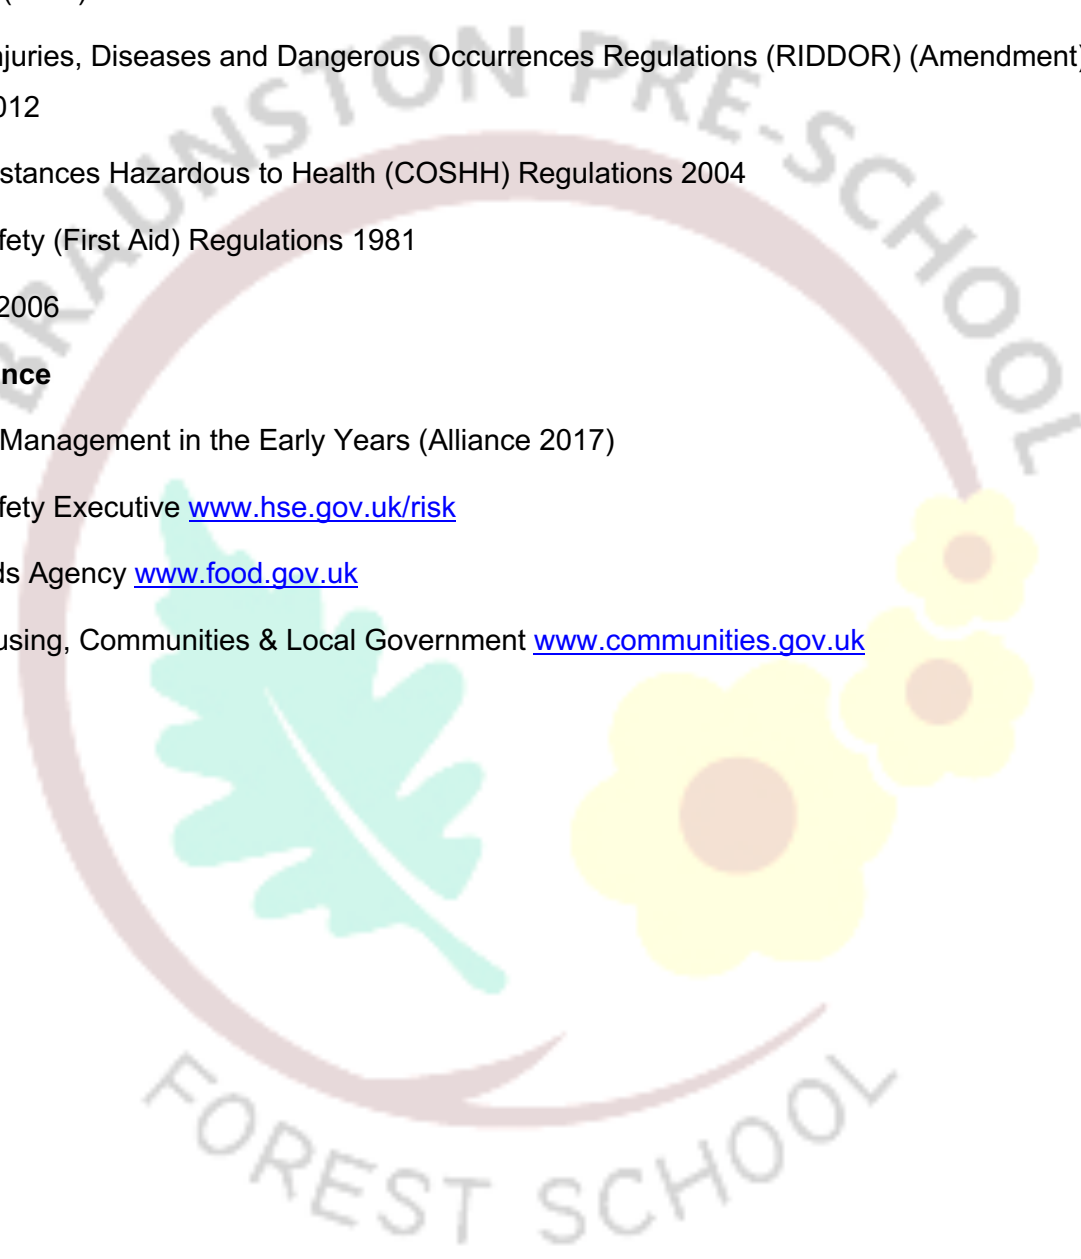 njuries, Diseases and Dangerous Occurrences Regulations (RIDDOR) (Amendment)
012
stances Hazardous to Health (COSHH) Regulations 2004
fety (First Aid) Regulations 1981
2006
nce
Management in the Early Years (Alliance 2017)
fety Executive www.hse.gov.uk/risk
ds Agency www.food.gov.uk
using, Communities & Local Government www.communities.gov.uk
BRAUNSTON PRE-SCHOOL
FOREST SCHOOL